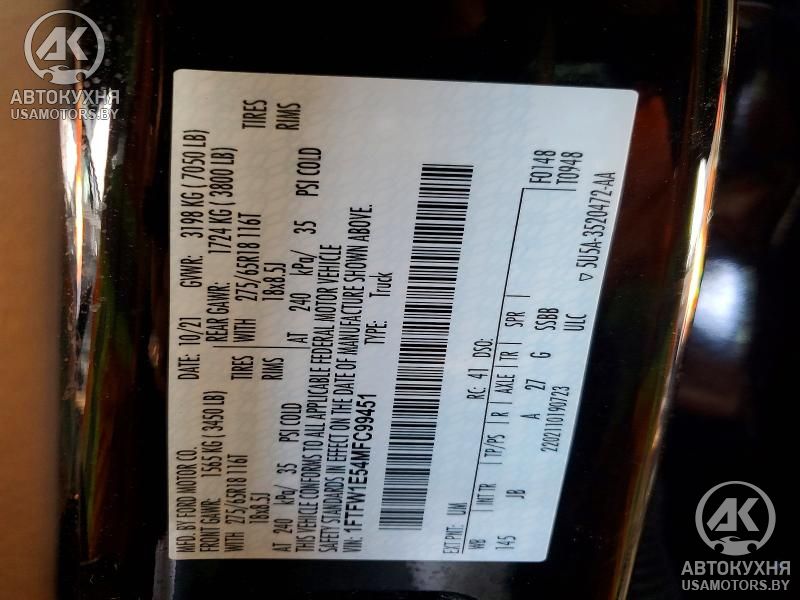 AK
АВТОКУХНЯ
USAMOTORS.BY
MFD. BY FORD MOTOR CO. DATE: 10/21 GVWR: 3198 KG ( 7050 LB)
FRONT GAWR: 1565 KG ( 3450 LB) REAR GAWR: 1724 KG ( 3800 LB)
WITH 275/65R18 116T TIRES WITH 275/65R18 116T TIRES
18x8.5J RIMS 18x8.5J RIMS
AT 240 kPa/ 35 PSI COLD AT 240 kPa/ 35 PSI COLD
THIS VEHICLE CONFORMS TO ALL APPLICABLE FEDERAL MOTOR VEHICLE
SAFETY STANDARDS IN EFFECT ON THE DATE OF MANUFACTURE SHOWN ABOVE.
VIN: 1FTFW1E54MFC99451 TYPE: Truck
EXT PNT: UM RC: 41 DSO: F0148
WB INT TR TP/PS R AXLE TR SPR T0948
145 JB A 27 G SSBB
2202110190723 ULC
▽ 5U5A-3520472-AA
AK
АВТОКУХНЯ
USAMOTORS.BY